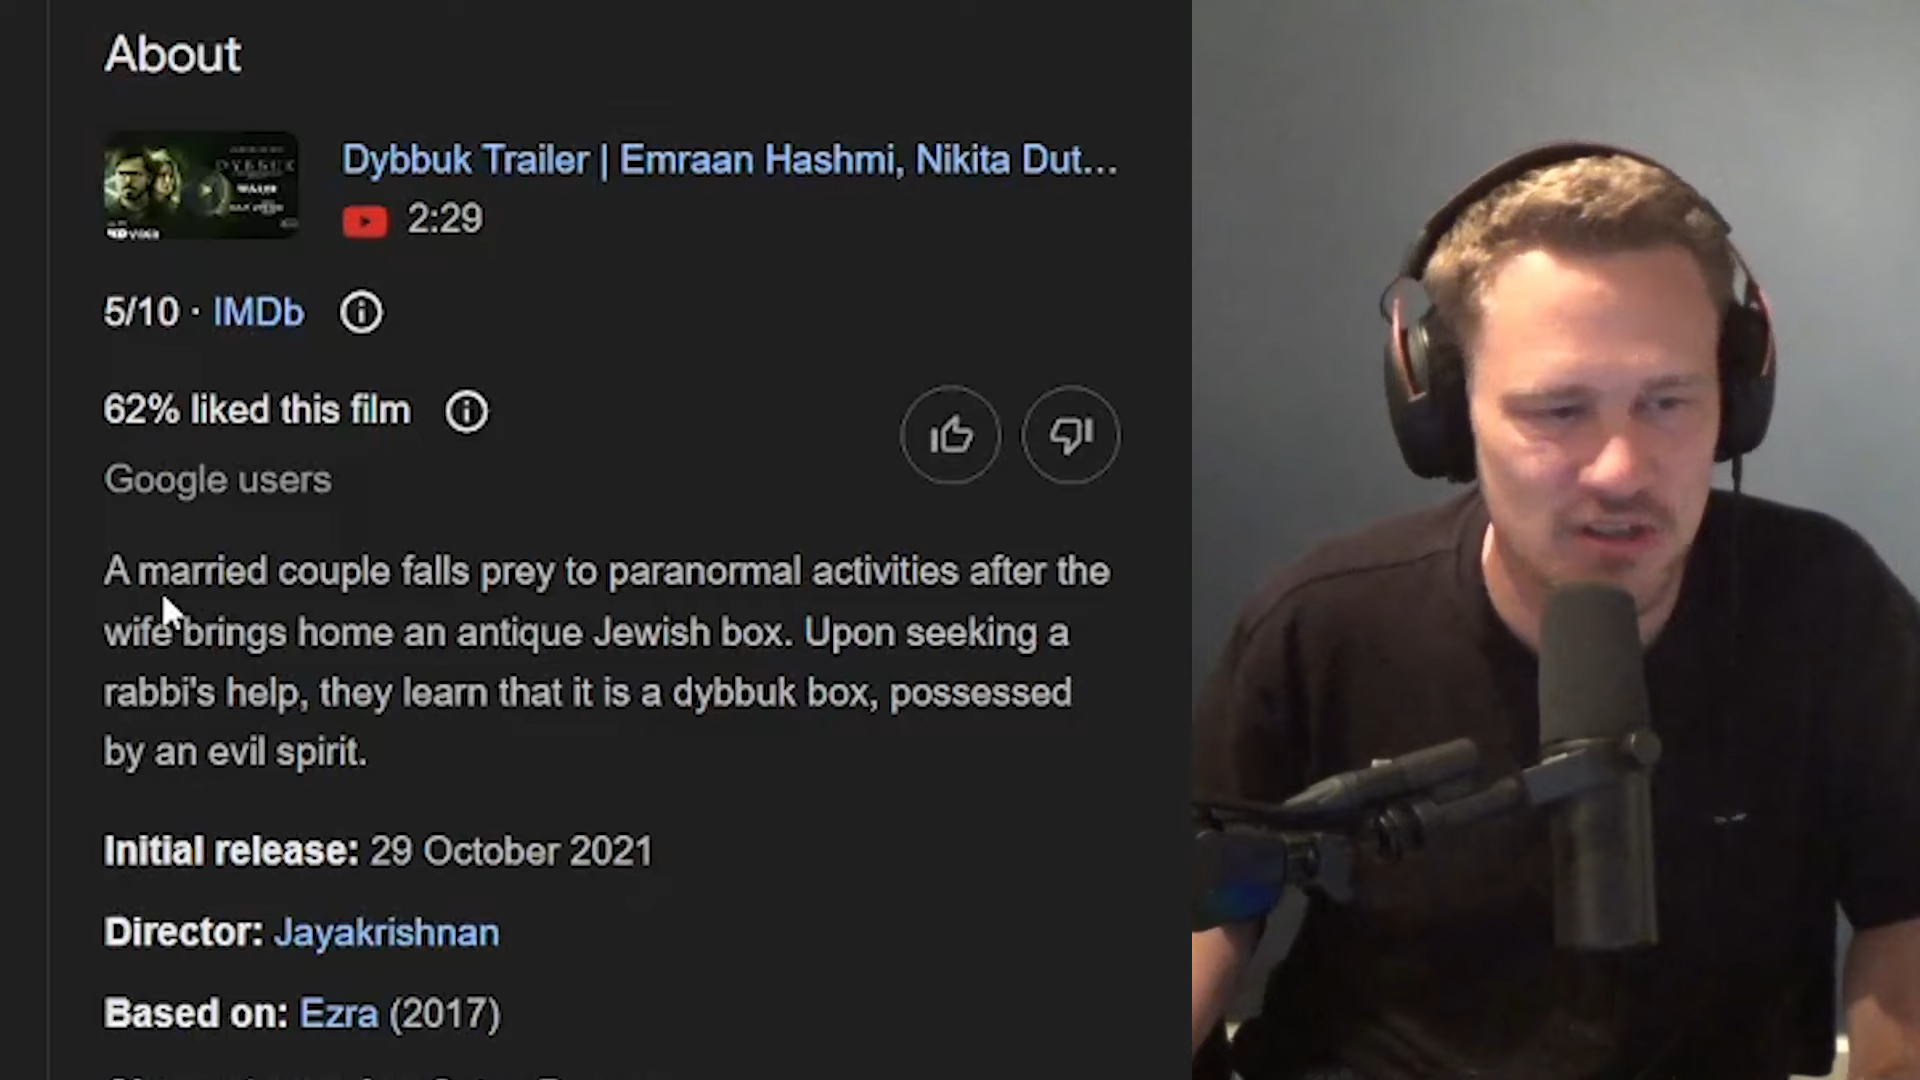 About
DYBBUK
Dybbuk Trailer | Emraan Hashmi, Nikita Dut...
2:29
5/10 · IMDb
62% liked this film
Google users
A married couple falls prey to paranormal activities after the
wife brings home an antique Jewish box. Upon seeking a
rabbi's help, they learn that it is a dybbuk box, possessed
by an evil spirit.
Initial release: 29 October 2021
Director: Jayakrishnan
Based on: Ezra (2017)